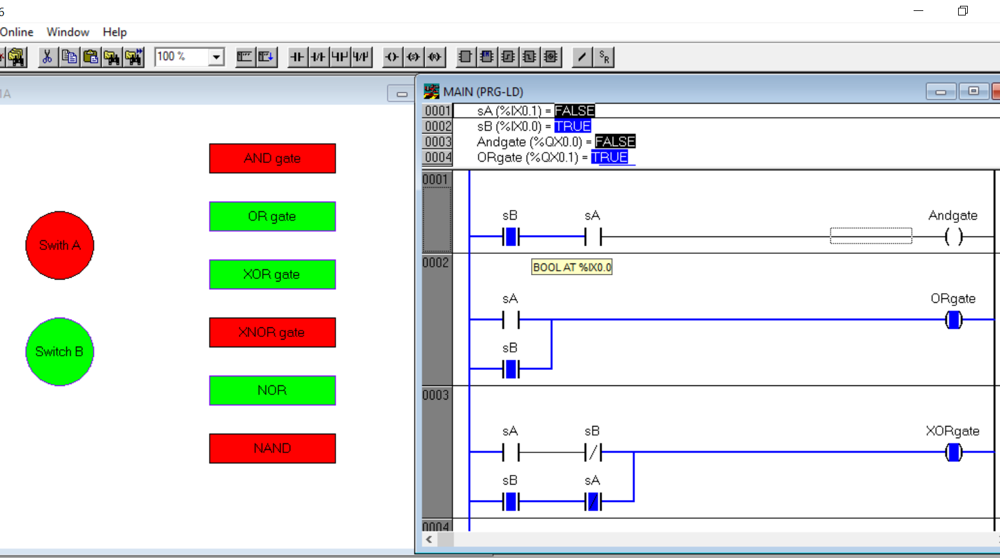 6
Online Window Help
100 %
S
R
1A
AND gate
OR gate
Swith A
XOR gate
XNOR gate
Switch B
NOR
NAND
MAIN (PRG-LD)
0001 sA (%IX0.1) = FALSE
0002 sB (%IX0.0) = TRUE
0003 Andgate (%QX0.0) = FALSE
0004 ORgate (%QX0.1) = TRUE
0001
sB sA Andgate
0002
BOOL AT %IX0.0
sA ORgate
sB
0003
sA sB XORgate
sB sA
0004